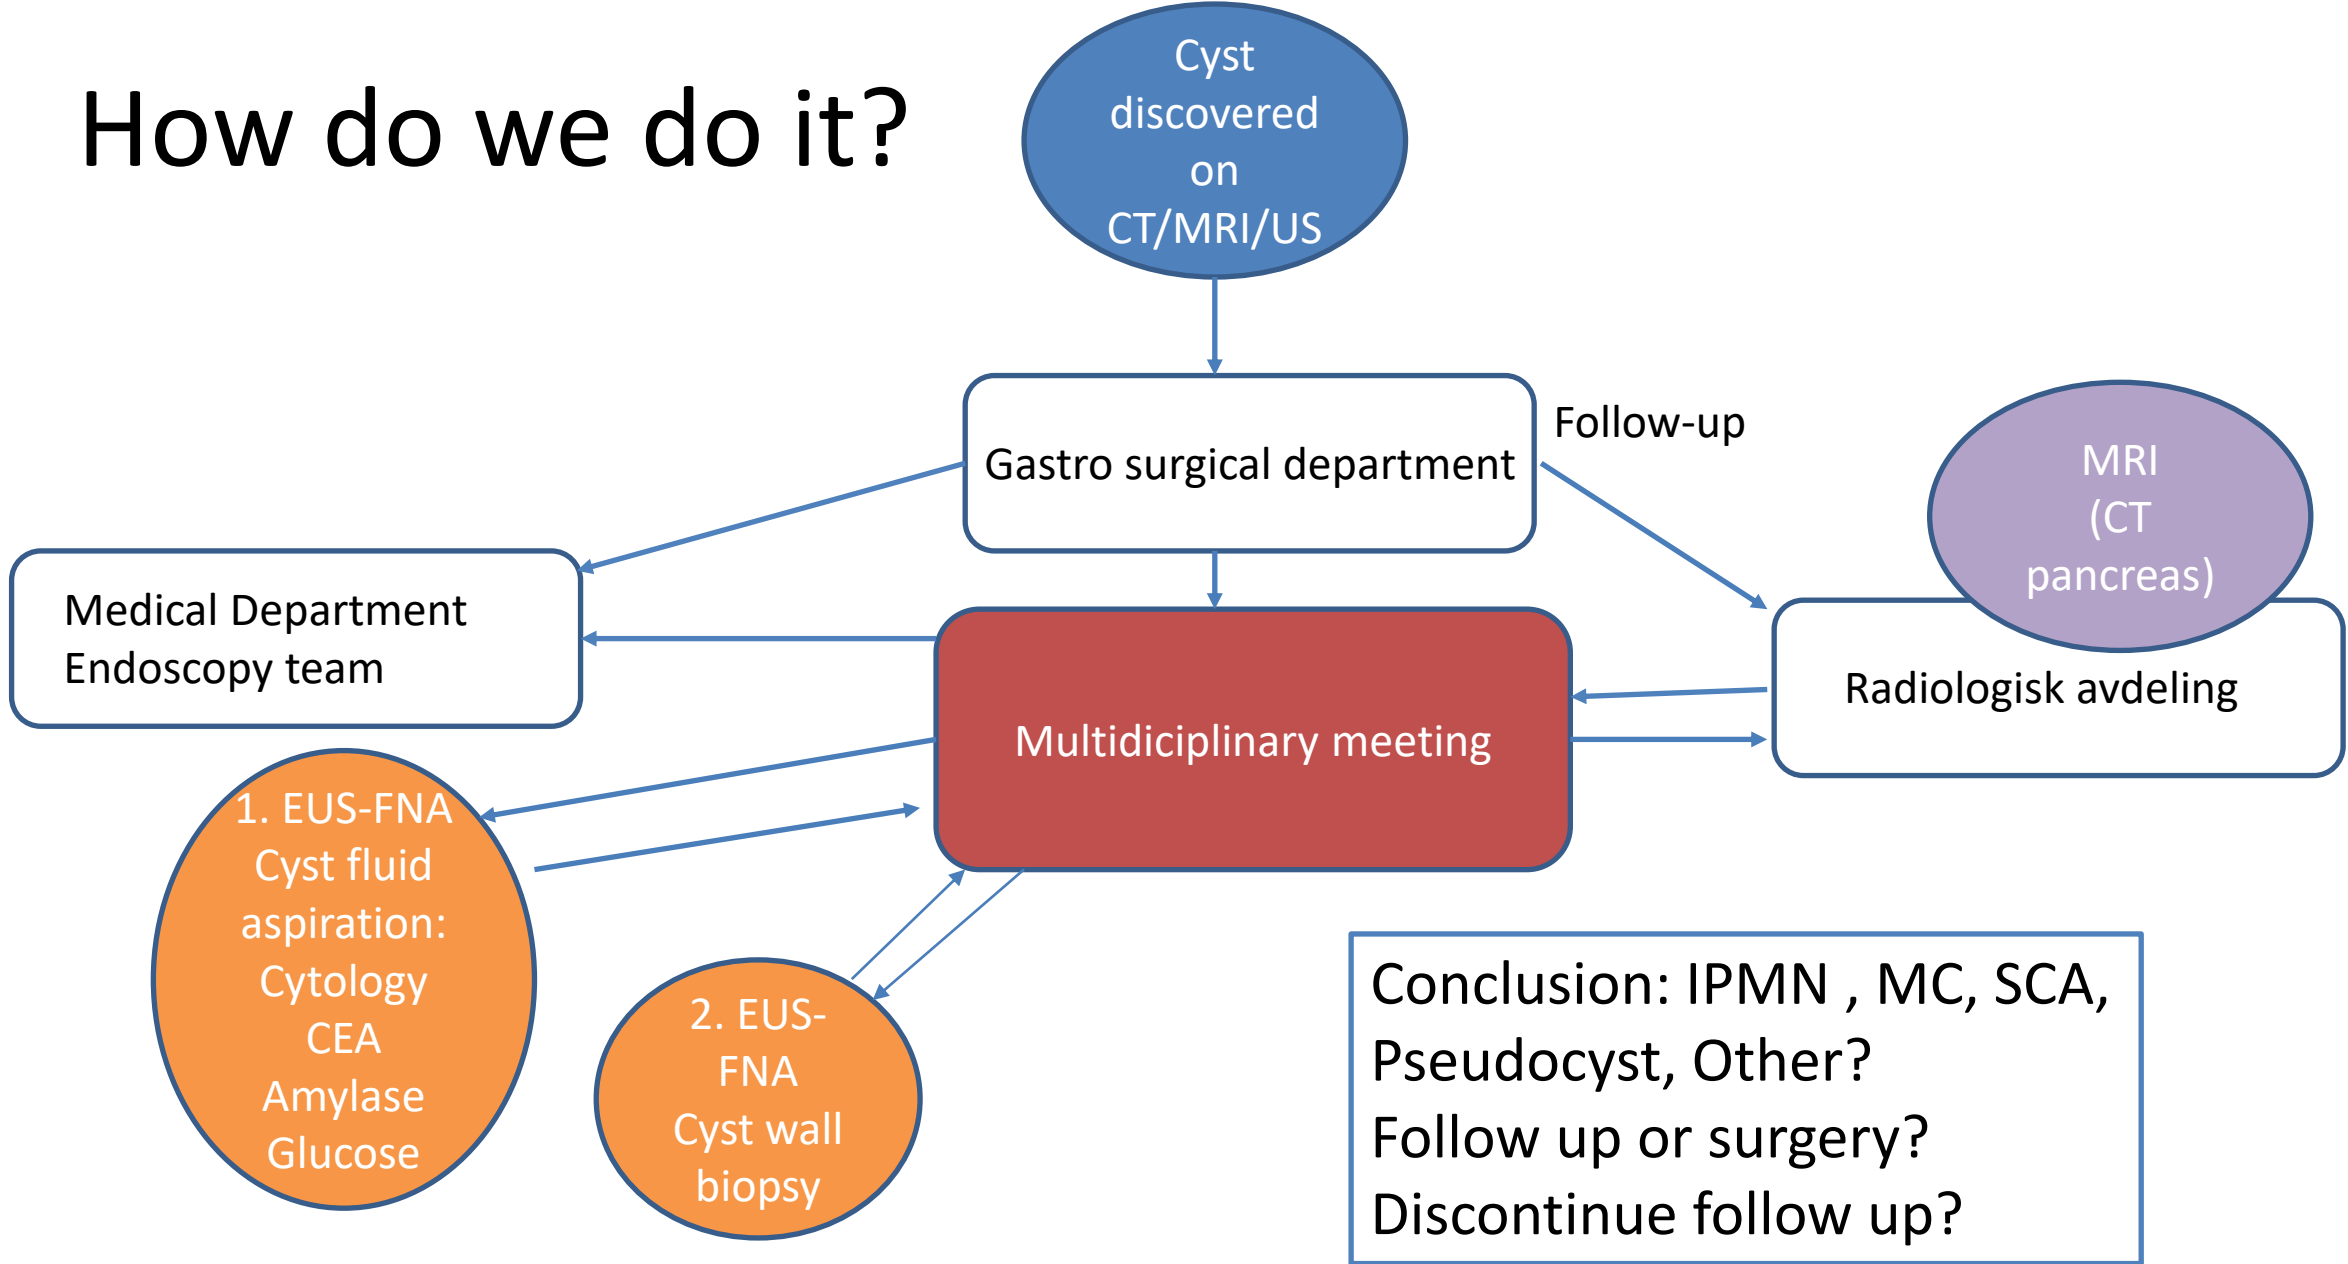 How do we do it?
Cyst
discovered
on
CT/MRI/US
Gastro surgical department
Follow-up
MRI
(CT
pancreas)
Medical Department
Endoscopy team
Radiologisk avdeling
Multidiciplinary meeting
1. EUS-FNA
Cyst fluid
aspiration:
Cytology
CEA
Amylase
Glucose
2. EUS-
FNA
Cyst wall
biopsy
Conclusion: IPMN , MC, SCA,
Pseudocyst, Other?
Follow up or surgery?
Discontinue follow up?